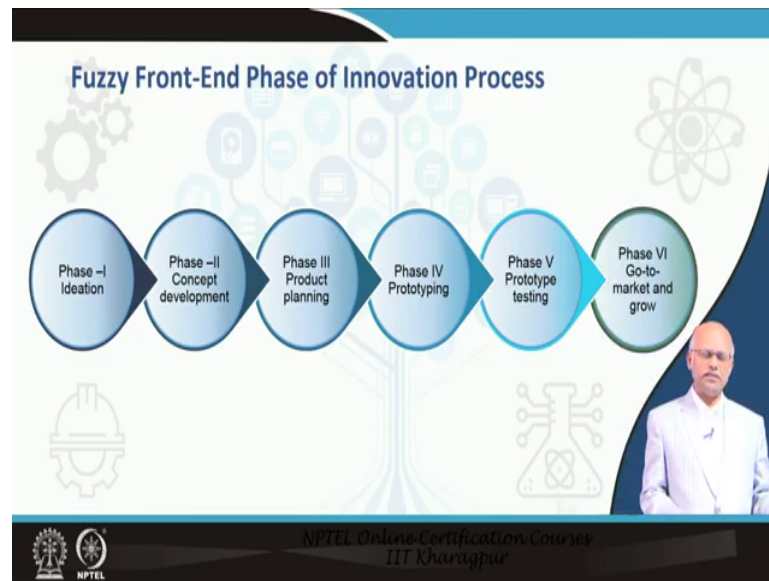 Fuzzy Front-End Phase of Innovation Process
Phase –I
Ideation
Phase –II
Concept
development
Phase III
Product
planning
Phase IV
Prototyping
Phase V
Prototype
testing
Phase VI
Go-to-
market and
grow
NPTEL Online Certification Courses
IIT Kharagpur
NPTEL